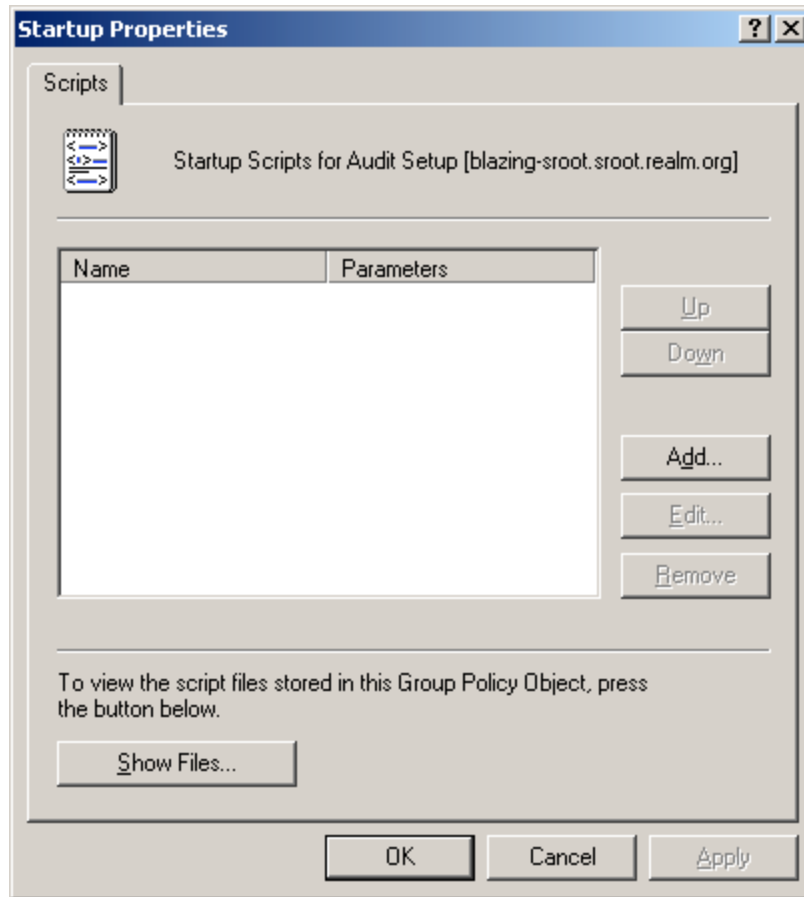 Startup Properties
Scripts
Startup Scripts for Audit Setup [blazing-sroot.sroot.realm.org]
Name Parameters
Up
Down
Add...
Edit...
Remove
To view the script files stored in this Group Policy Object, press
the button below.
Show Files...
OK Cancel Apply